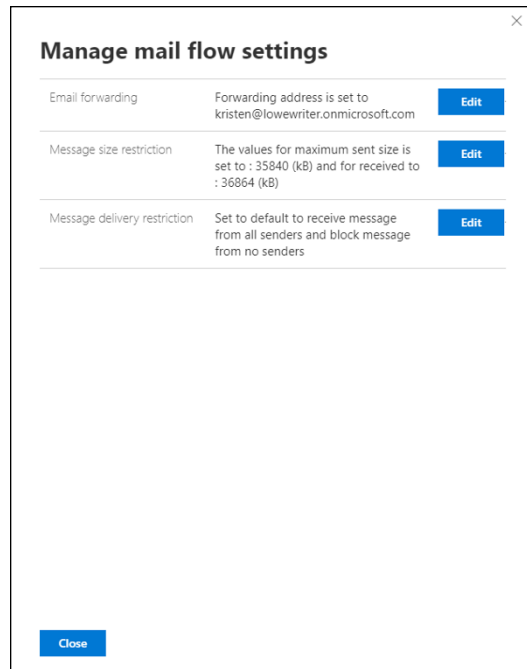 Manage mail flow settings
Email forwarding
Forwarding address is set to
kristen@lowewriter.onmicrosoft.com
Edit
Message size restriction
The values for maximum sent size is
set to : 35840 (kB) and for received to
: 36864 (kB)
Edit
Message delivery restriction
Set to default to receive message
from all senders and block message
from no senders
Edit
Close